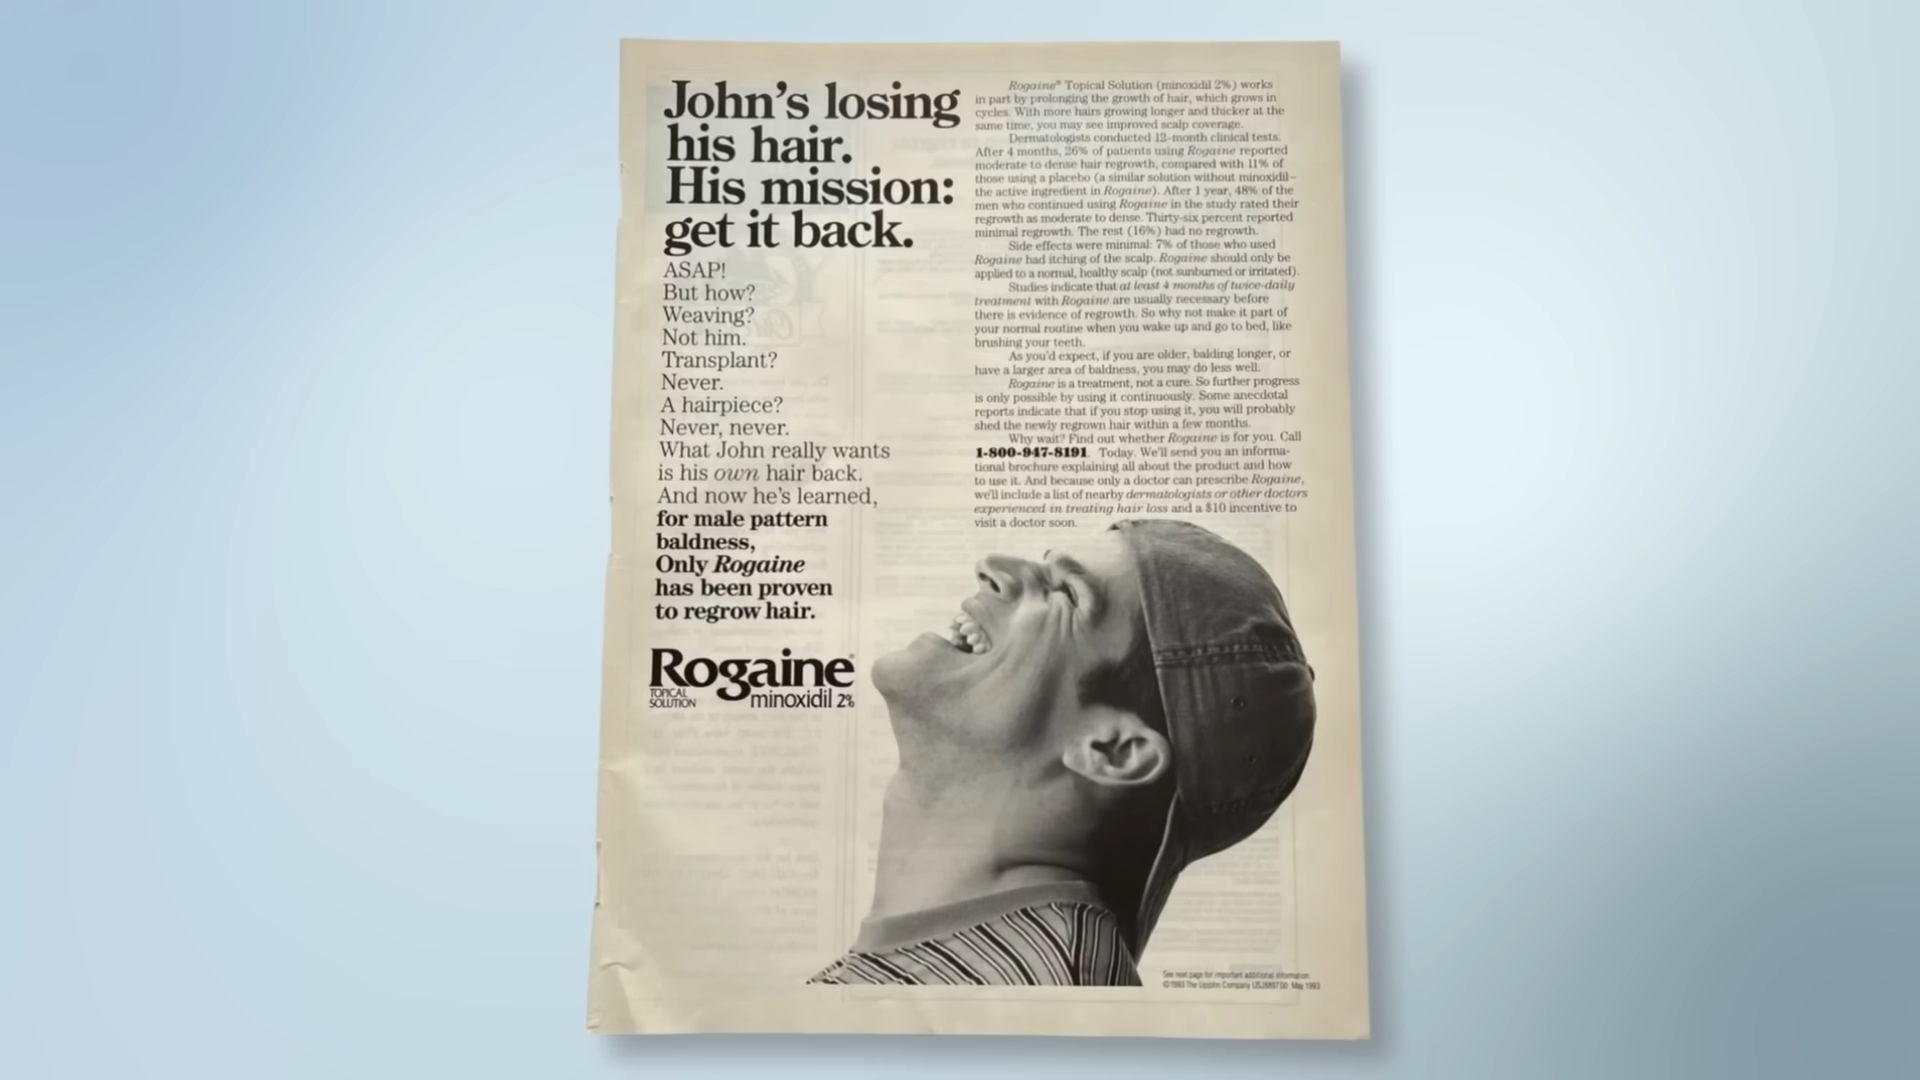 John's losing
his hair.
His mission:
get it back.
ASAP!
But how?
Weaving?
Not him.
Transplant?
Never.
A hairpiece?
Never, never.
What John really wants
is his own hair back.
And now he's learned,
for male pattern
baldness,
Only Rogaine
has been proven
to regrow hair.
Rogaine®
TOPICAL
SOLUTION
minoxidil 2%
Rogaine® Topical Solution (minoxidil 2%) works
in part by prolonging the growth of hair, which grows in
cycles. With more hairs growing longer and thicker at the
same time, you may see improved scalp coverage.
Dermatologists conducted 12-month clinical tests.
After 4 months, 26% of patients using Rogaine reported
moderate to dense hair regrowth, compared with 11% of
those using a placebo (a similar solution without minoxidil–
the active ingredient in Rogaine). After 1 year, 48% of the
men who continued using Rogaine in the study rated their
regrowth as moderate to dense. Thirty-six percent reported
minimal regrowth. The rest (16%) had no regrowth.
Side effects were minimal: 7% of those who used
Rogaine had itching of the scalp. Rogaine should only be
applied to a normal, healthy scalp (not sunburned or irritated).
Studies indicate that at least 4 months of twice-daily
treatment with Rogaine are usually necessary before
there is evidence of regrowth. So why not make it part of
your normal routine when you wake up and go to bed, like
brushing your teeth.
As you'd expect, if you are older, balding longer, or
have a larger area of baldness, you may do less well.
Rogaine is a treatment, not a cure. So further progress
is only possible by using it continuously. Some anecdotal
reports indicate that if you stop using it, you will probably
shed the newly regrown hair within a few months.
Why wait? Find out whether Rogaine is for you. Call
1-800-947-8191. Today. We'll send you an informa-
tional brochure explaining all about the product and how
to use it. And because only a doctor can prescribe Rogaine,
we'll include a list of nearby dermatologists or other doctors
experienced in treating hair loss and a $10 incentive to
visit a doctor soon.
See next page for important additional information.
©1993 The Upjohn Company May 1993